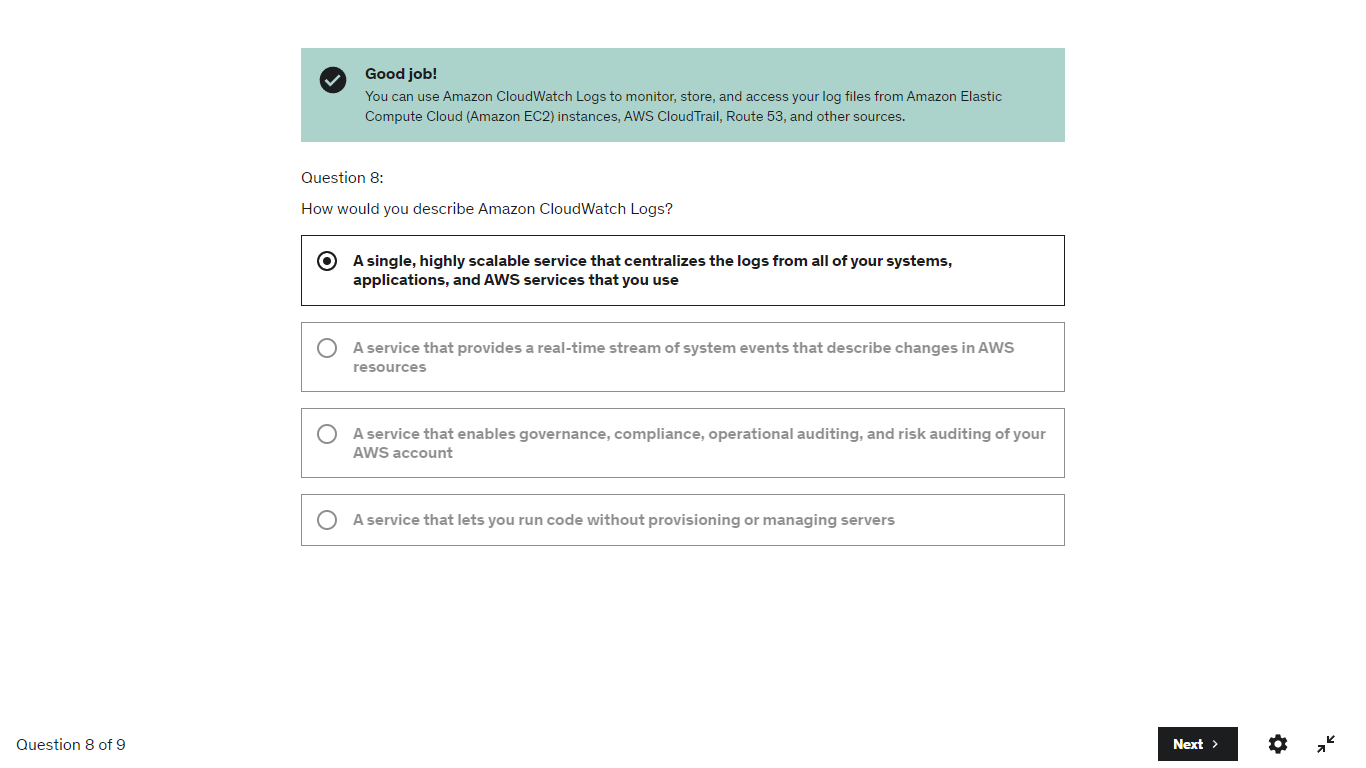 Good job!
You can use Amazon CloudWatch Logs to monitor, store, and access your log files from Amazon Elastic
Compute Cloud (Amazon EC2) instances, AWS CloudTrail, Route 53, and other sources.
Question 8:
How would you describe Amazon CloudWatch Logs?
A single, highly scalable service that centralizes the logs from all of your systems,
applications, and AWS services that you use
A service that provides a real-time stream of system events that describe changes in AWS
resources
A service that enables governance, compliance, operational auditing, and risk auditing of your
AWS account
A service that lets you run code without provisioning or managing servers
Question 8 of 9
Next